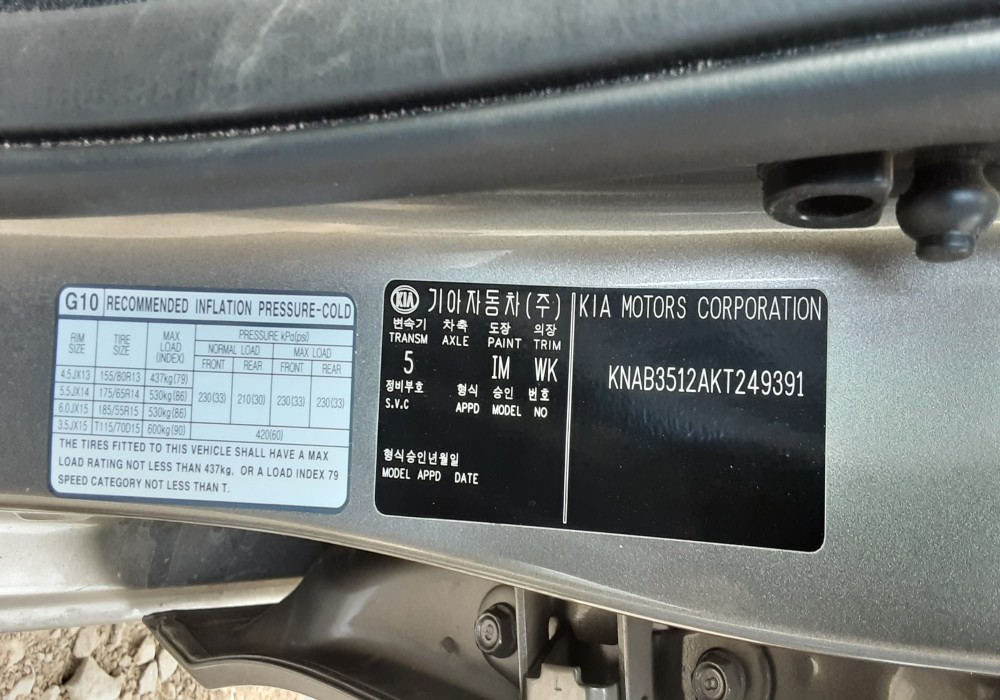 G10 RECOMMENDED INFLATION PRESSURE-COLD
RIM SIZE TIRE SIZE MAX LOAD (INDEX) PRESSURE kPa(psi)
NORMAL LOAD MAX LOAD
FRONT REAR FRONT REAR
4.5JX13 155/80R13 437kg(79)
5.5JX14 175/65R14 530kg(86)
6.0JX15 185/55R15 530kg(86)
230(33) 210(30) 230(33) 230(33)
3.5JX15 T115/70D15 600kg(90) 420(60)
THE TIRES FITTED TO THIS VEHICLE SHALL HAVE A MAX
LOAD RATING NOT LESS THAN 437kg, OR A LOAD INDEX 79
SPEED CATEGORY NOT LESS THAN T.
KIA 기아자동차(주)
변속기 차축 도장 의장
TRANSM AXLE PAINT TRIM
5 IM WK
정비부호 형식 승인 번호
S.V.C APPD MODEL NO
형식승인년월일
MODEL APPD DATE
KIA MOTORS CORPORATION
KNAB3512AKT249391
L